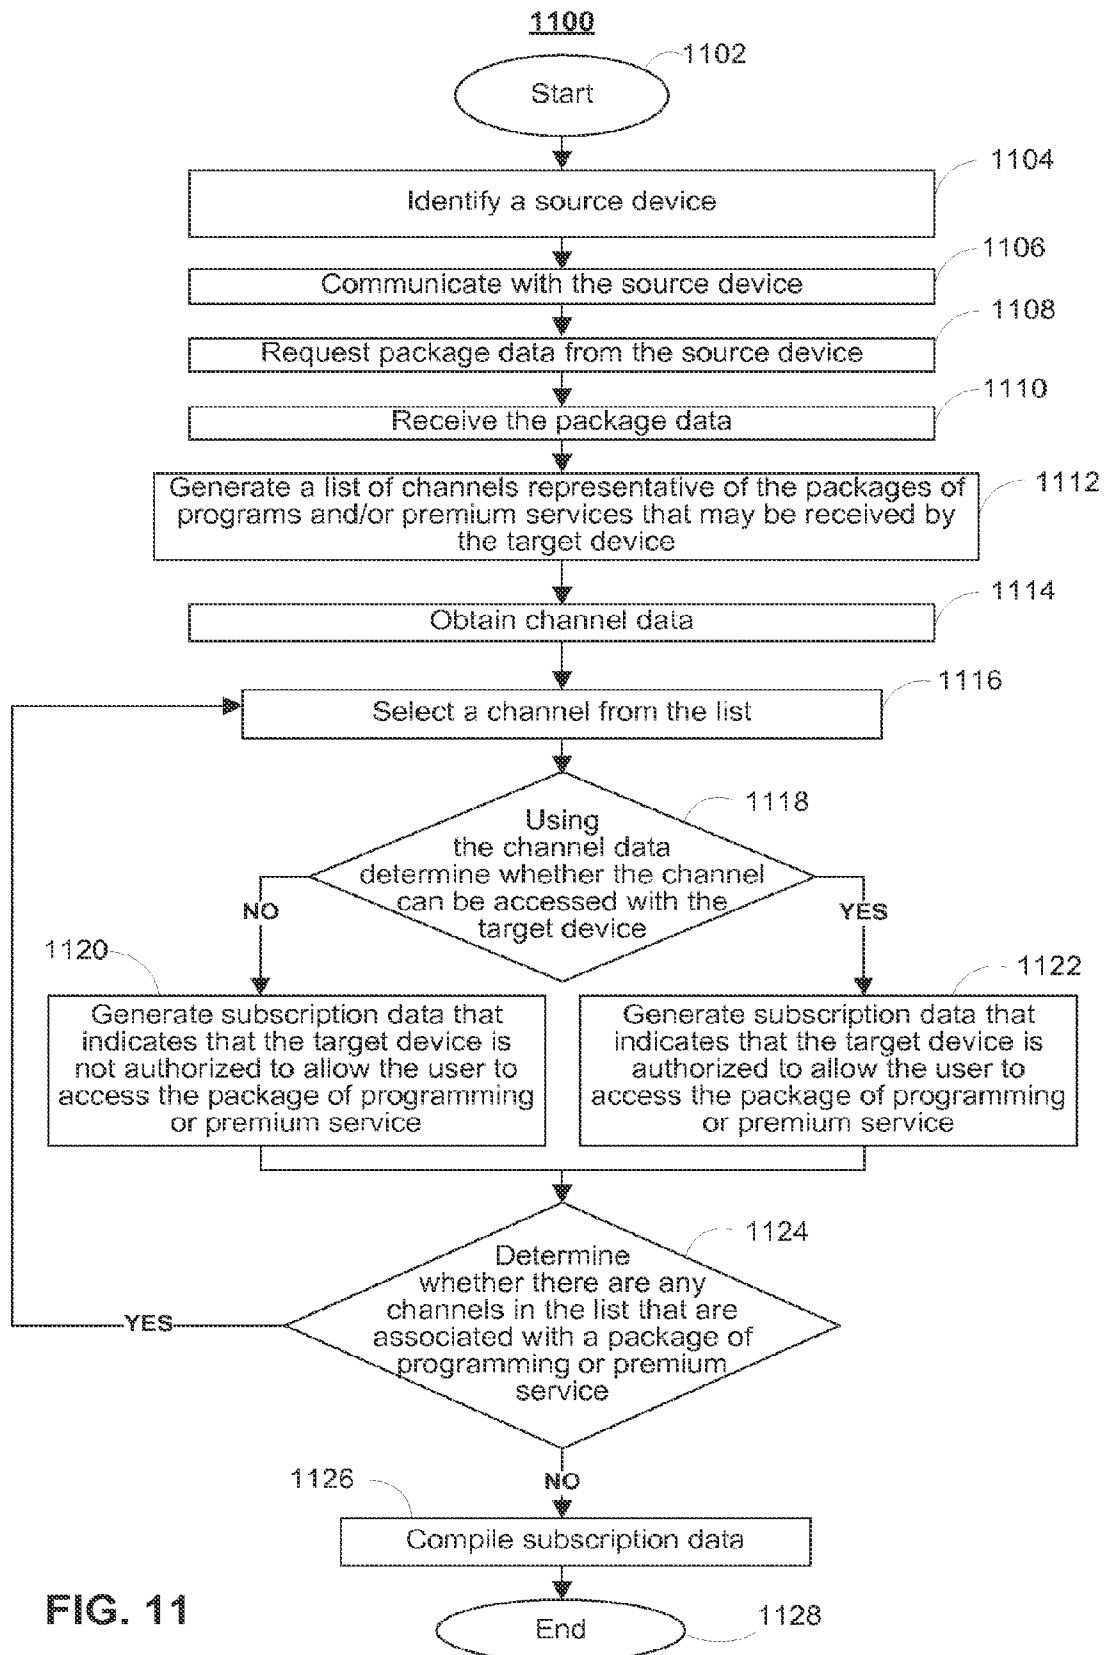 1100
1102
Start
1104
Identify a source device
1106
Communicate with the source device
1108
Request package data from the source device
1110
Receive the package data
1112
Generate a list of channels representative of the packages of
programs and/or premium services that may be received by
the target device
1114
Obtain channel data
1116
Select a channel from the list
1118
Using
the channel data
determine whether the channel
can be accessed with the
target device
NO
YES
1120
1122
Generate subscription data that
indicates that the target device is
not authorized to allow the user to
access the package of programming
or premium service
Generate subscription data that
indicates that the target device is
authorized to allow the user to
access the package of programming
or premium service
1124
Determine
whether there are any
channels in the list that are
associated with a package of
programming or premium
service
YES
NO
1126
Compile subscription data
FIG. 11
1128
End